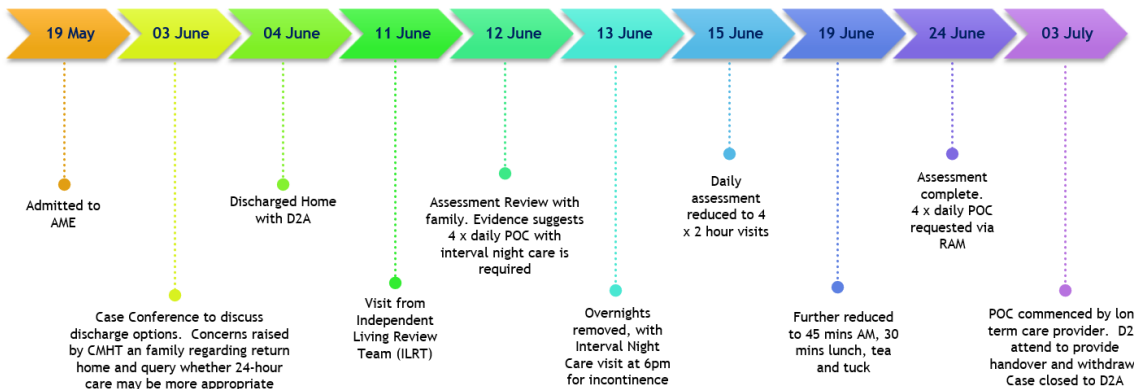 19 May
03 June
04 June
11 June
12 June
13 June
15 June
19 June
24 June
03 July
Admitted to
AME
Case Conference to discuss
discharge options. Concerns raised
by CMHT an family regarding return
home and query whether 24-hour
care may be more appropriate
Discharged Home
with D2A
Visit from
Independent
Living Review
Team (ILRT)
Assessment Review with
family. Evidence suggests
4 x daily POC with
interval night care is
required
Overnights
removed, with
Interval Night
Care visit at 6pm
for incontinence
Daily
assessment
reduced to 4
x 2 hour visits
Further reduced
to 45 mins AM, 30
mins lunch, tea
and tuck
Assessment
complete.
4 x daily POC
requested via
RAM
POC commenced by lon
term care provider. D2
attend to provide
handover and withdraw
Case closed to D2A